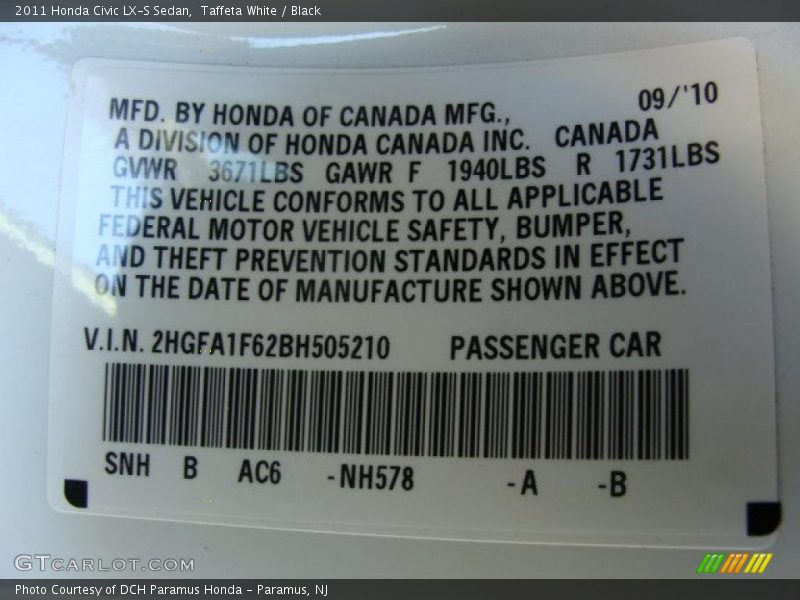 2011 Honda Civic LX-S Sedan, Taffeta White / Black
09/'10
MFD. BY HONDA OF CANADA MFG.,
A DIVISION OF HONDA CANADA INC. CANADA
GVWR 3671LBS GAWR F 1940LBS R 1731LBS
THIS VEHICLE CONFORMS TO ALL APPLICABLE
FEDERAL MOTOR VEHICLE SAFETY, BUMPER,
AND THEFT PREVENTION STANDARDS IN EFFECT
ON THE DATE OF MANUFACTURE SHOWN ABOVE.
V.I.N. 2HGFA1F62BH505210 PASSENGER CAR
SNH B AC6 -NH578 -A -B
GTCARLOT.COM
Photo Courtesy of DCH Paramus Honda - Paramus, NJ